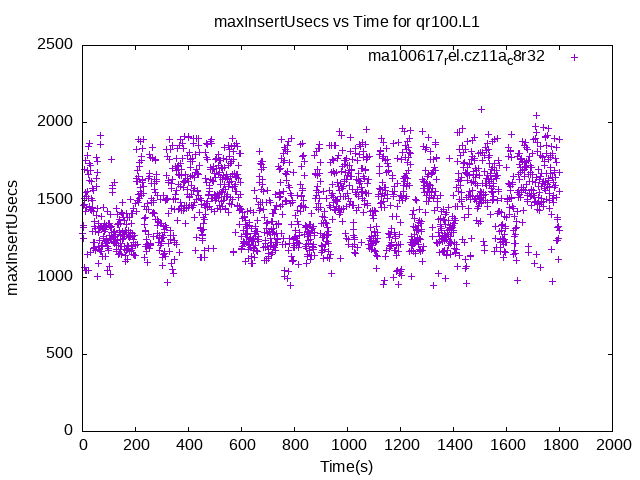 maxInsertUsecs vs Time for qr100.L1
ma100617rel.cz11ac8r32
2500
2000
1500
1000
500
0
maxInsertUsecs
0 200 400 600 800 1000 1200 1400 1600 1800 2000
Time(s)